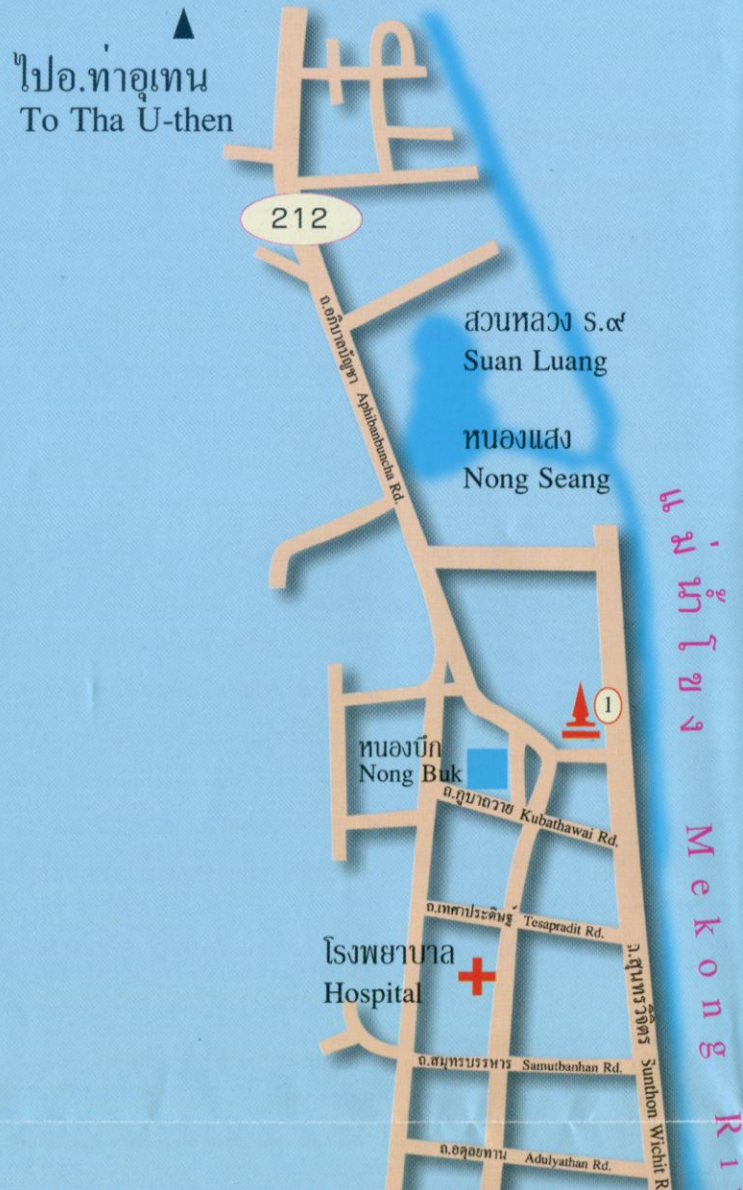 ไปอ.ท่าอุเทน
To Tha U-then
212
ถ.อภิบาลบัญชา Aphibanbuncha Rd.
สวนหลวง ร.๙
Suan Luang
หนองแสง
Nong Seang
แม่น้ำโขง Mekong
1
หนองบึก
Nong Buk
ถ.ภูบาถวาย Kubathawai Rd.
ถ.เทศาประดิษฐ์ Tesapradit Rd.
โรงพยาบาล
Hospital
ถ.สุนทรวิจิตร Sunthon Wichit R
ถ.สมุทรบรรหาร Samutbanhan Rd.
ถ.อดุลยทาน Adulyathan Rd.